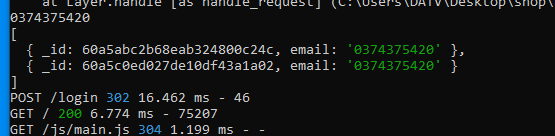 at Layer.handle [as handle_request] (C:\Users\DATV\Desktop\shop\
0374375420
[
{ _id: 60a5abc2b68eab324800c24c, email: '0374375420' },
{ _id: 60a5c0ed027de10df43a1a02, email: '0374375420' }
]
POST /login 302 16.462 ms - 46
GET / 200 6.774 ms - 75207
GET /js/main.js 304 1.199 ms - -